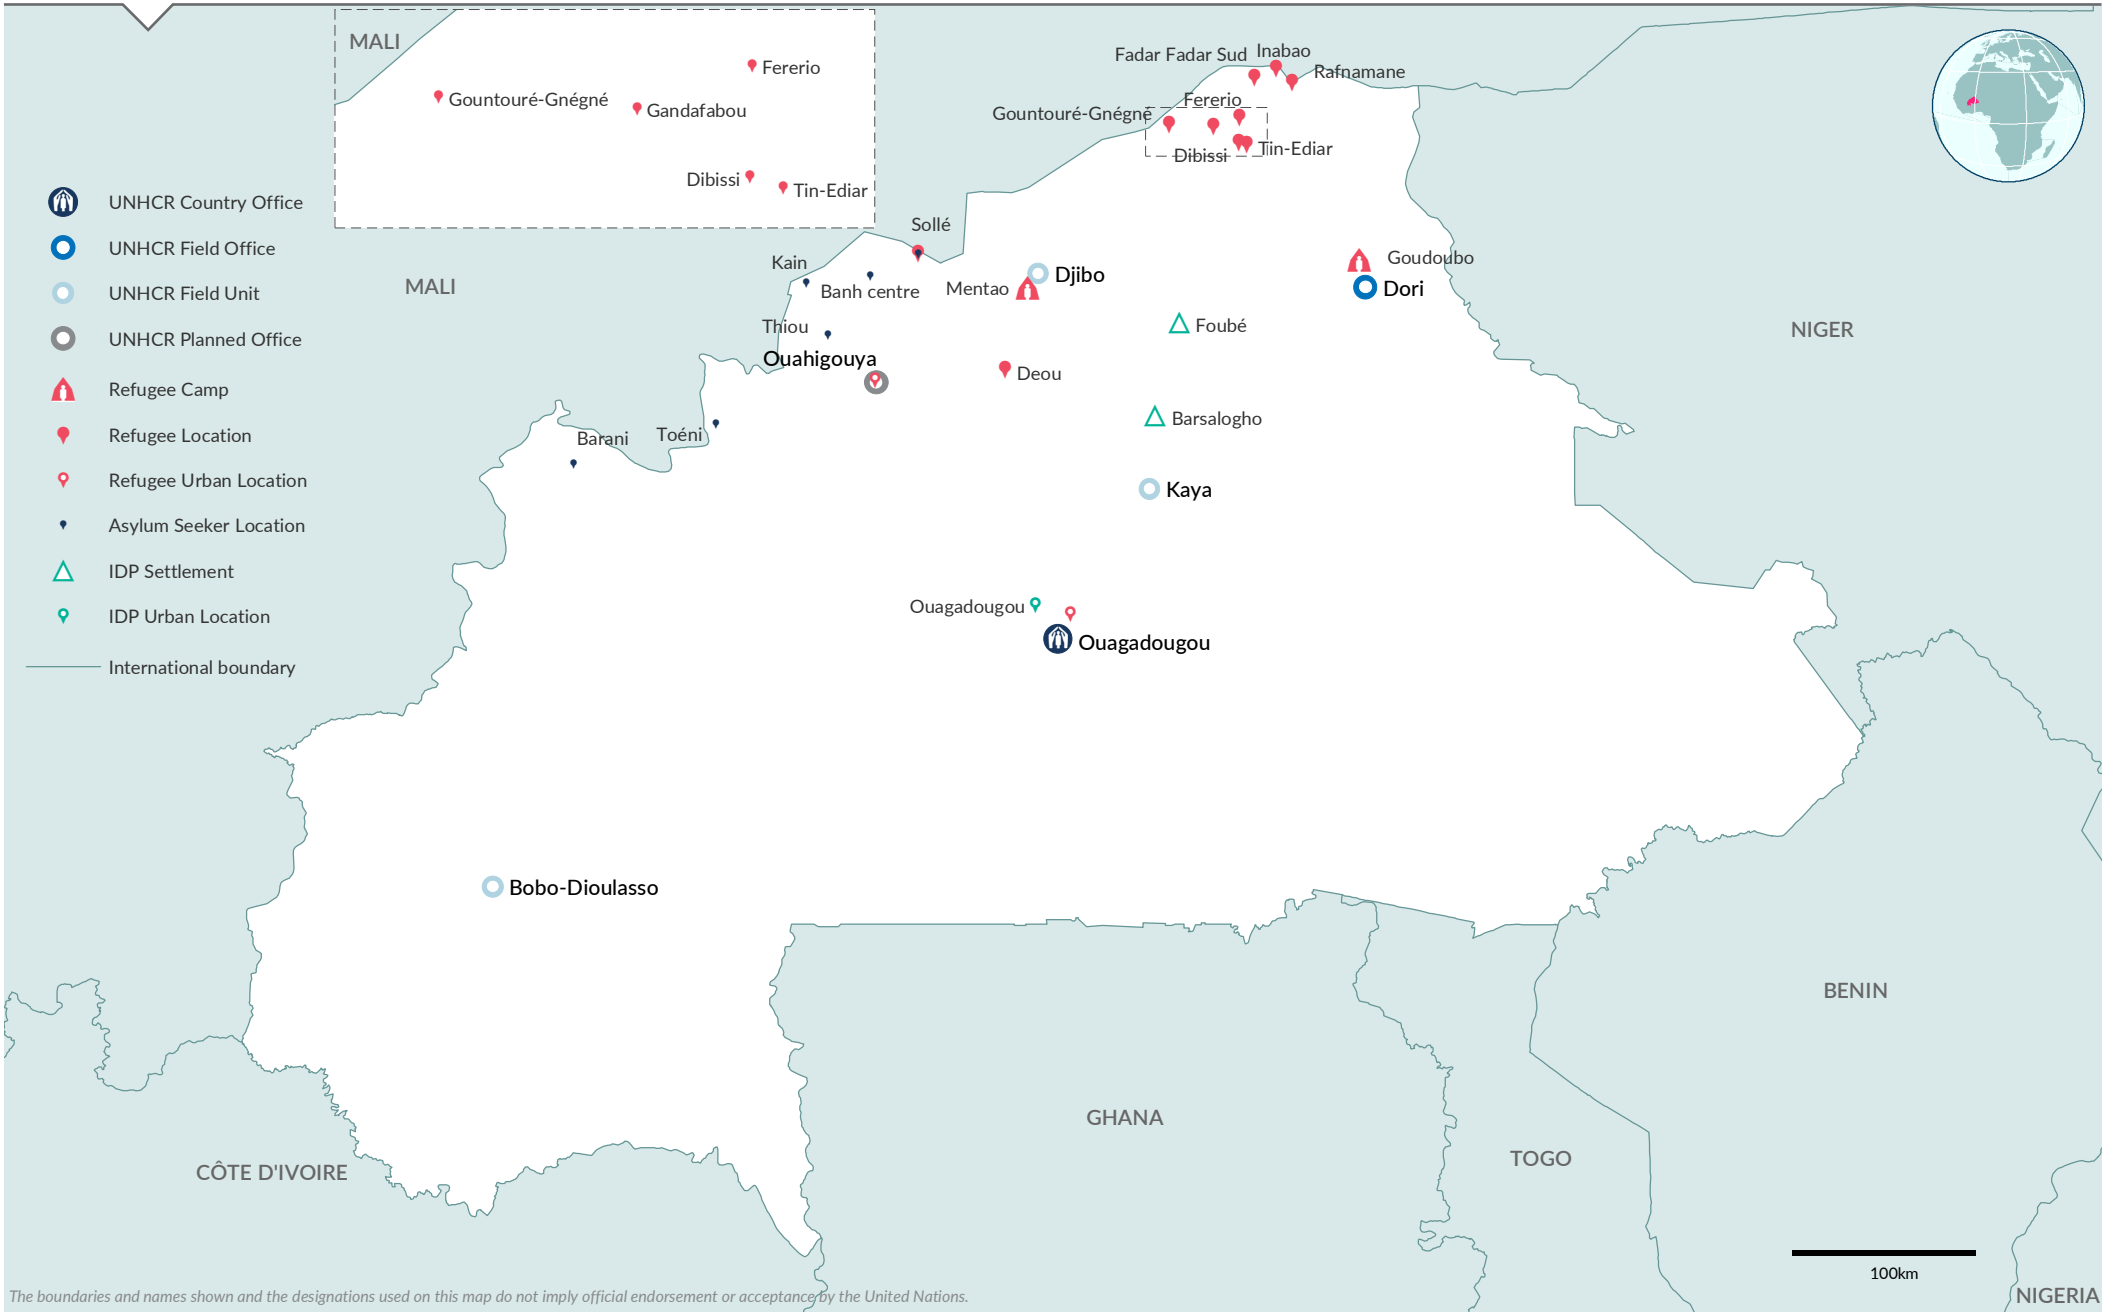 MALI
Fererio
Gountouré-Gnégné
Gandafabou
Dibissi
Tin-Ediar
Fadar Fadar Sud
Inabao
Rafnamane
Fererio
Gountouré-Gnégné
Dibissi
Tin-Ediar
UNHCR Country Office
UNHCR Field Office
UNHCR Field Unit
UNHCR Planned Office
Refugee Camp
Refugee Location
Refugee Urban Location
Asylum Seeker Location
IDP Settlement
IDP Urban Location
International boundary
MALI
Sollé
Kain
Banh centre
Mentao
Djibo
Goudoubo
Dori
Thiou
Foubé
NIGER
Ouahigouya
Deou
Barsalogho
Barani
Toéni
Kaya
Ouagadougou
Ouagadougou
Bobo-Dioulasso
BENIN
GHANA
TOGO
CÔTE D'IVOIRE
100km
NIGERIA
The boundaries and names shown and the designations used on this map do not imply official endorsement or acceptance by the United Nations.